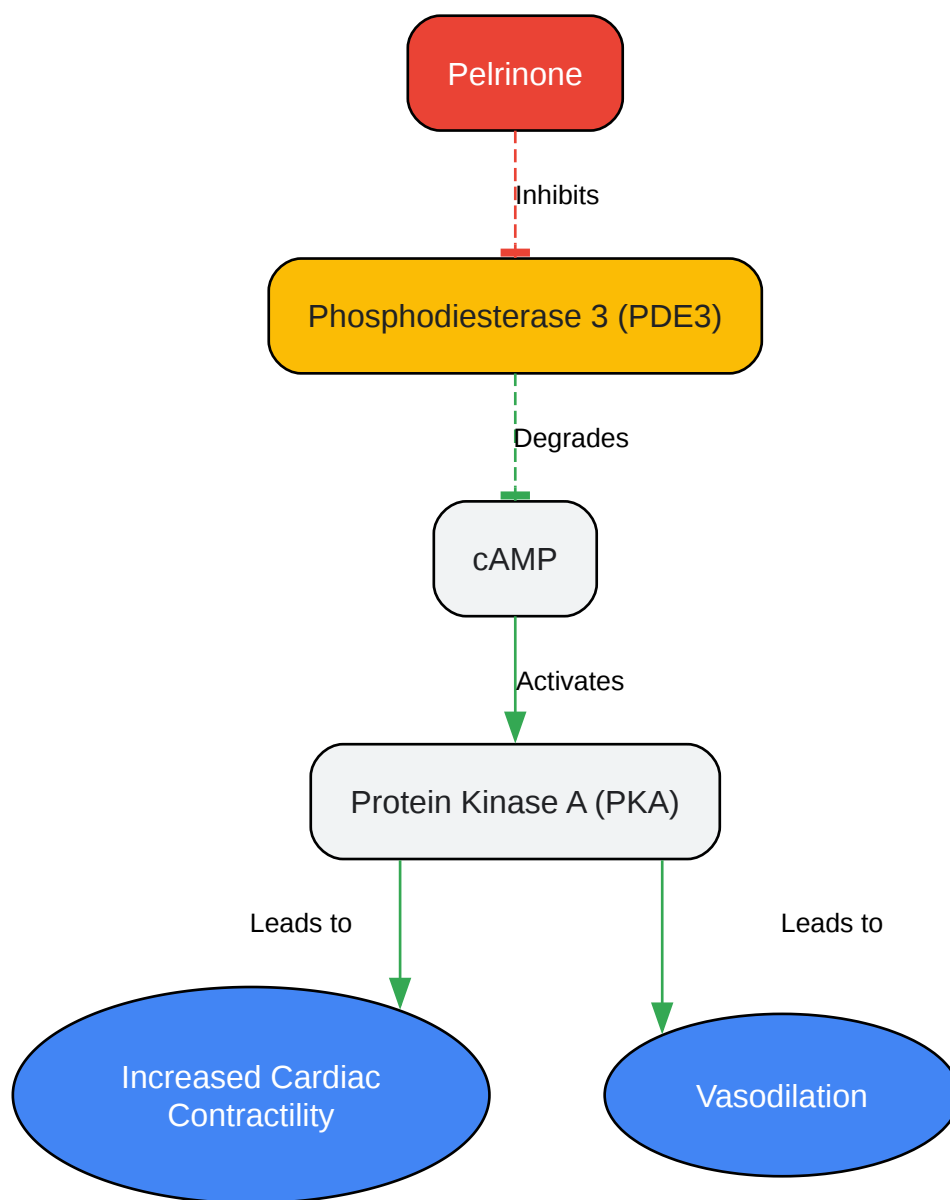 Pelrinone
Inhibits
Phosphodiesterase 3 (PDE3)
Degrades
cAMP
Activates
Protein Kinase A (PKA)
Leads to
Leads to
Increased Cardiac
Contractility
Vasodilation